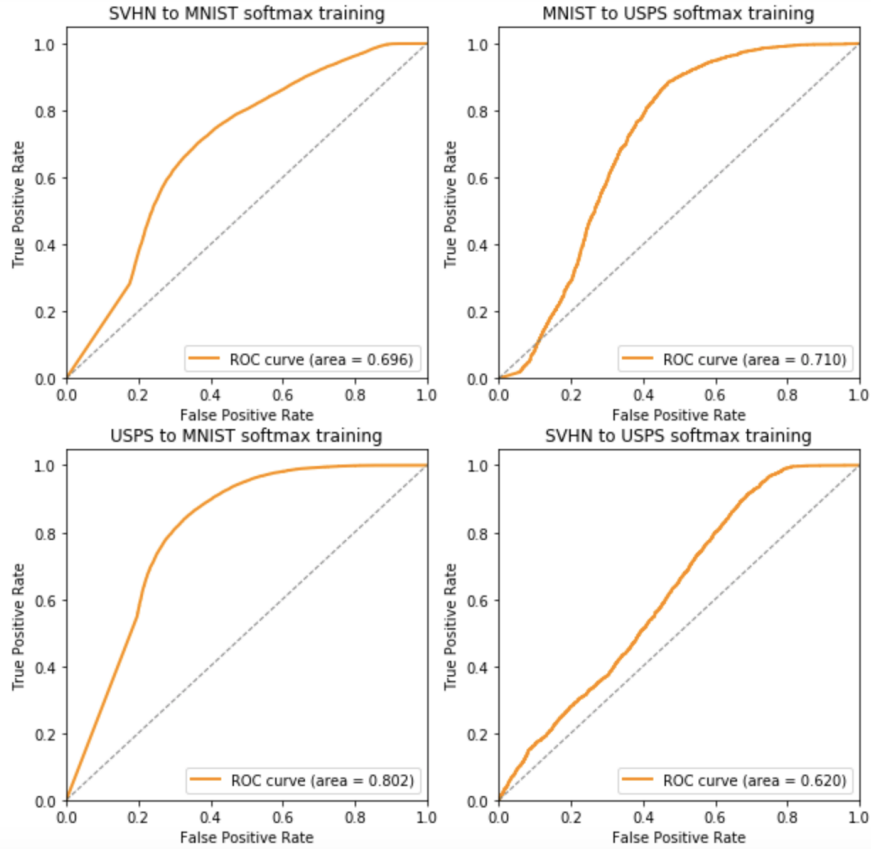 SVHN to MNIST softmax training
1.0
0.8
0.6
0.4
0.2
0.0
True Positive Rate
ROC curve (area = 0.696)
0.0 0.2 0.4 0.6 0.8 1.0
False Positive Rate
MNIST to USPS softmax training
1.0
0.8
0.6
0.4
0.2
0.0
True Positive Rate
ROC curve (area = 0.710)
0.0 0.2 0.4 0.6 0.8 1.0
False Positive Rate
USPS to MNIST softmax training
1.0
0.8
0.6
0.4
0.2
0.0
True Positive Rate
ROC curve (area = 0.802)
0.0 0.2 0.4 0.6 0.8 1.0
False Positive Rate
SVHN to USPS softmax training
1.0
0.8
0.6
0.4
0.2
0.0
True Positive Rate
ROC curve (area = 0.620)
0.0 0.2 0.4 0.6 0.8 1.0
False Positive Rate